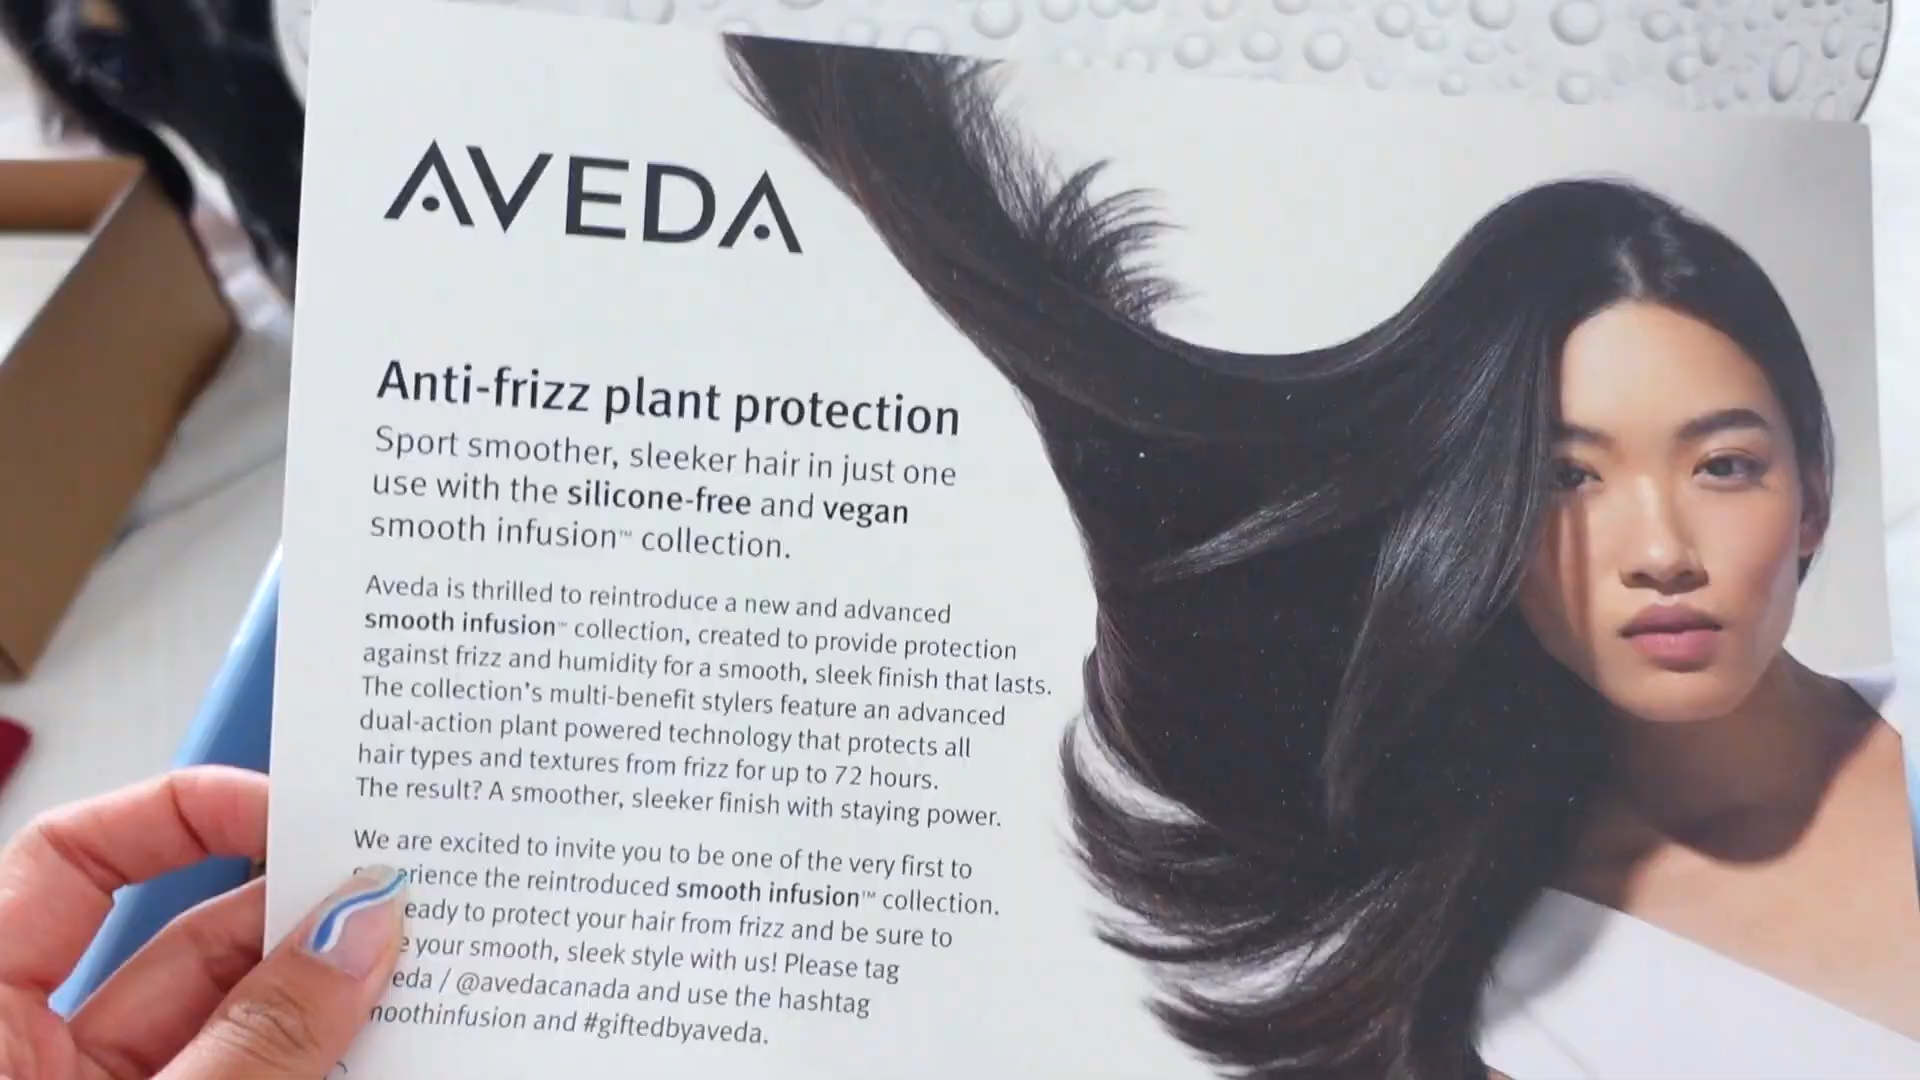 AVEDA
Anti-frizz plant protection
Sport smoother, sleeker hair in just one
use with the silicone-free and vegan
smooth infusion™ collection.
Aveda is thrilled to reintroduce a new and advanced
smooth infusion™ collection, created to provide protection
against frizz and humidity for a smooth, sleek finish that lasts.
The collection's multi-benefit stylers feature an advanced
dual-action plant powered technology that protects all
hair types and textures from frizz for up to 72 hours.
The result? A smoother, sleeker finish with staying power.
We are excited to invite you to be one of the very first to
the reintroduced smooth infusion™ collection.
to protect your hair from frizz and be sure to
your smooth, sleek style with us! Please tag
/ @avedacanada and use the hashtag
and #giftedbyaveda.